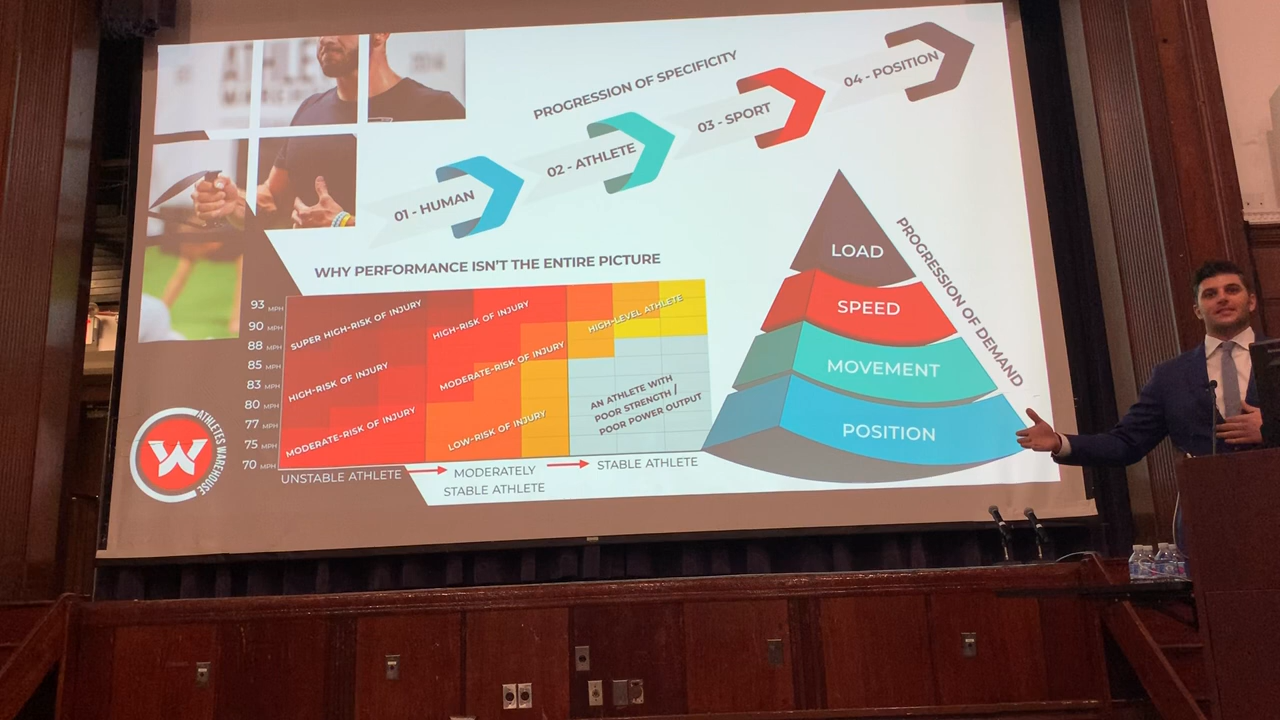 ATHLE
PROGRESSION OF SPECIFICITY
01 - HUMAN
02 - ATHLETE
03 - SPORT
04 - POSITION
WHY PERFORMANCE ISN'T THE ENTIRE PICTURE
93 MPH
90 MPH
88 MPH
85 MPH
83 MPH
80 MPH
77 MPH
75 MPH
70 MPH
SUPER HIGH-RISK OF INJURY
HIGH-RISK OF INJURY
HIGH-LEVEL ATHLETE
HIGH-RISK OF INJURY
MODERATE-RISK OF INJURY
AN ATHLETE WITH
POOR STRENGTH /
POOR POWER OUTPUT
MODERATE-RISK OF INJURY
LOW-RISK OF INJURY
UNSTABLE ATHLETE
MODERATELY
STABLE ATHLETE
STABLE ATHLETE
LOAD
SPEED
MOVEMENT
POSITION
PROGRESSION OF DEMAND
W
ATHLETES WAREHOUSE